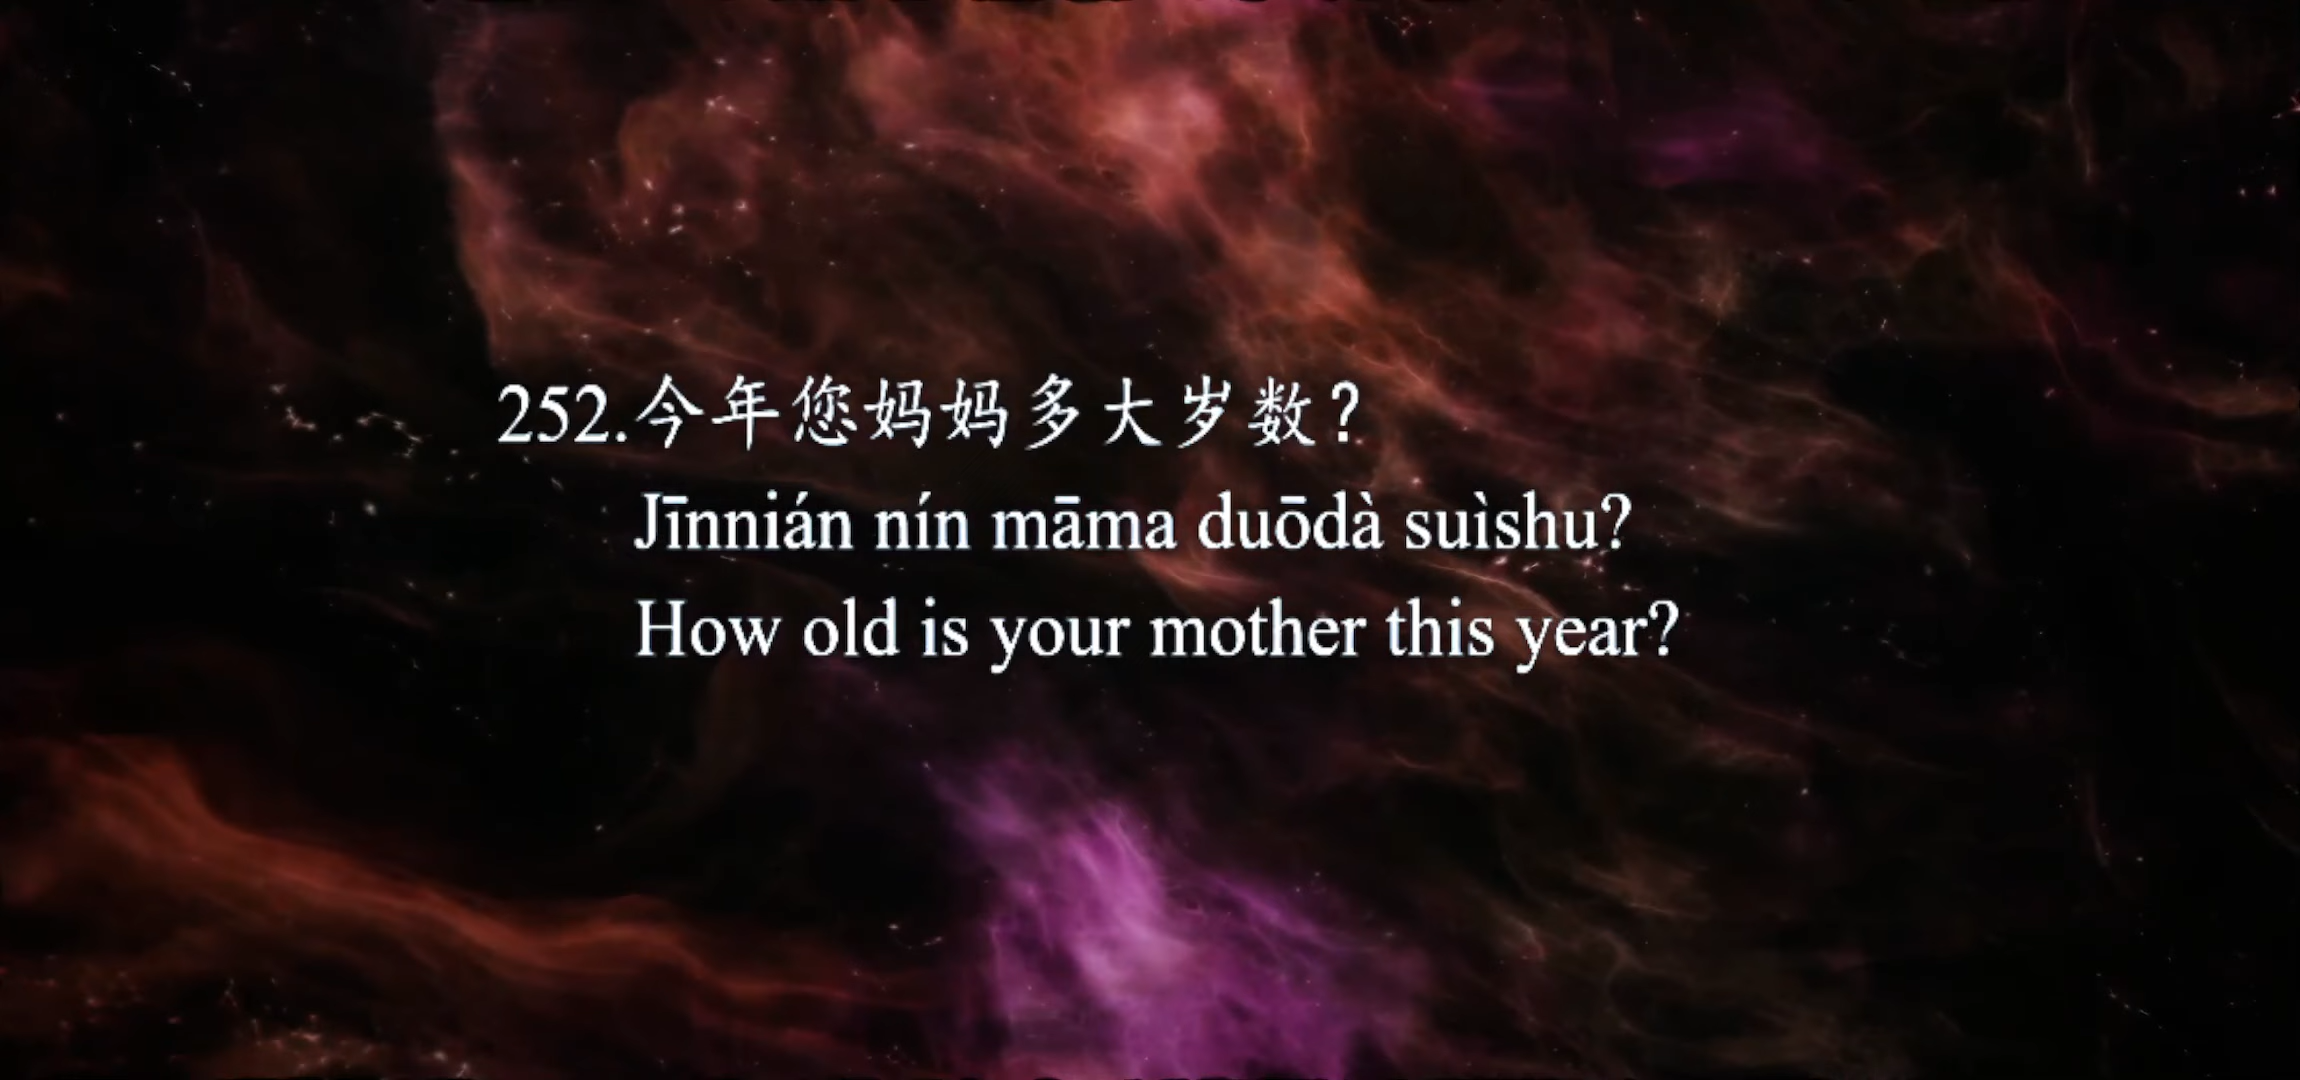 252.今年您妈妈多大岁数？
Jīnnián nín māma duōdà suìshu?
How old is your mother this year?